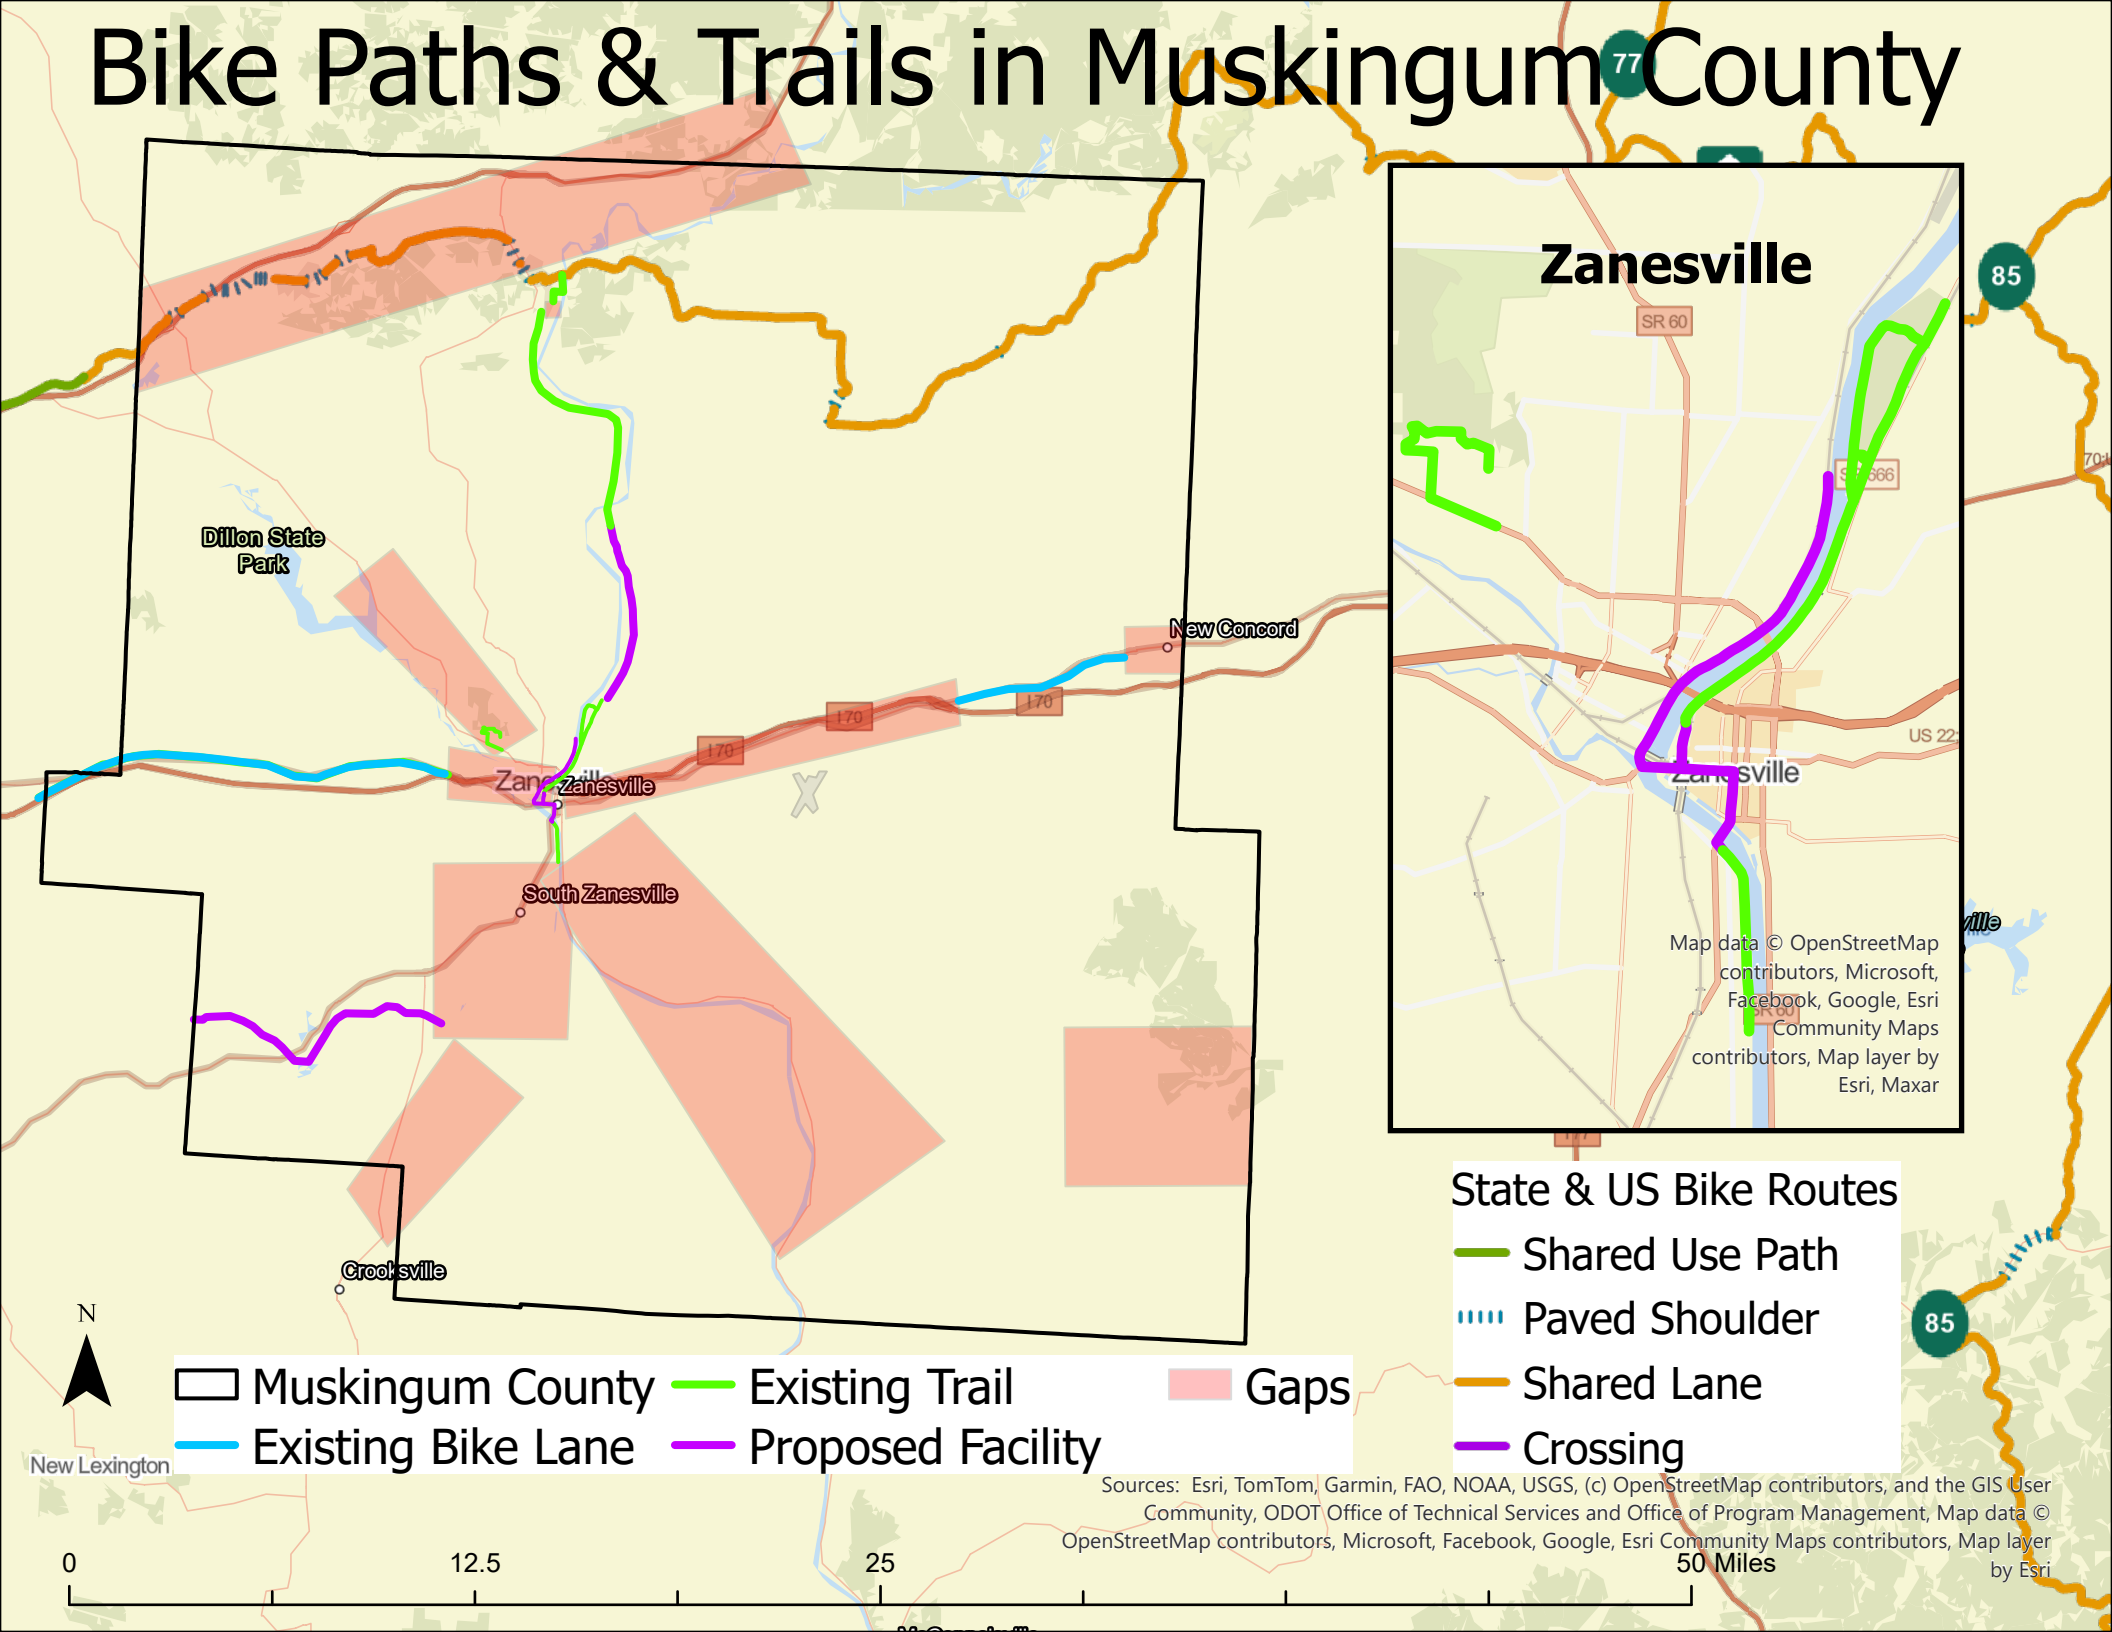 Bike Paths & Trails in Muskingum County
77
85
Zanesville
SR 60
Dillon State
Park
New Concord
I 70
I 70
I 70
US 22;
Zanesville
Zanesville
South Zanesville
Map data © OpenStreetMap
contributors, Microsoft,
Facebook, Google, Esri
Community Maps
contributors, Map layer by
Esri, Maxar
SR 60
ville
Crooksville
85
State & US Bike Routes
Shared Use Path
Paved Shoulder
Shared Lane
Crossing
N
Muskingum County
Existing Trail
Gaps
Existing Bike Lane
Proposed Facility
New Lexington
Sources: Esri, TomTom, Garmin, FAO, NOAA, USGS, (c) OpenStreetMap contributors, and the GIS User
Community, ODOT Office of Technical Services and Office of Program Management, Map data ©
OpenStreetMap contributors, Microsoft, Facebook, Google, Esri Community Maps contributors, Map layer
by Esri
0 12.5 25 50 Miles